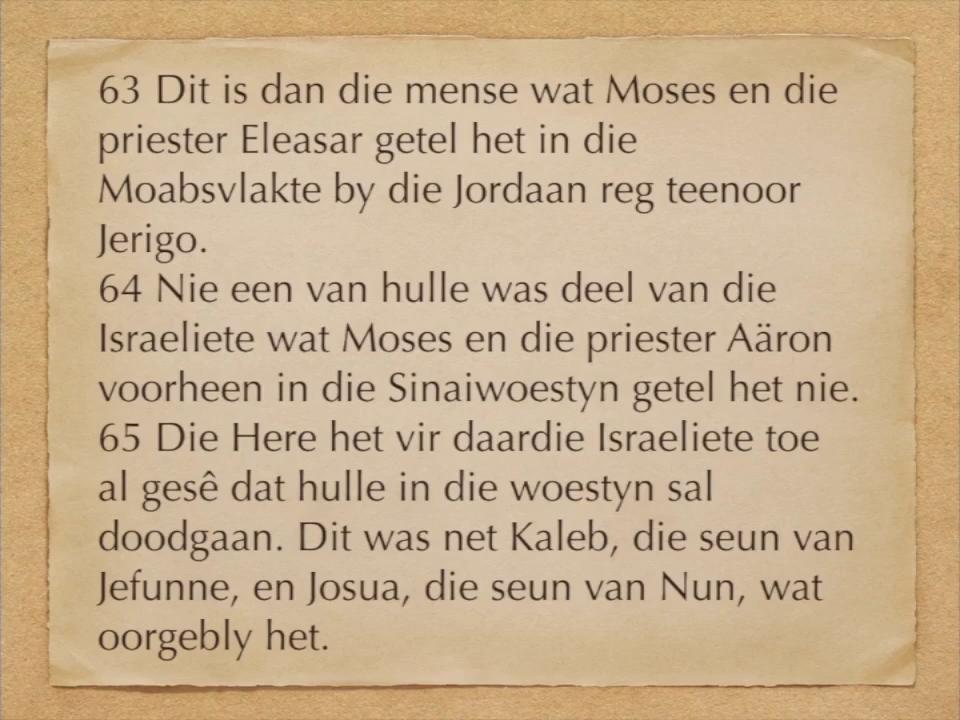 63 Dit is dan die mense wat Moses en die
priester Eleasar getel het in die
Moabsvlakte by die Jordaan reg teenoor
Jerigo.
64 Nie een van hulle was deel van die
Israeliete wat Moses en die priester Aäron
voorheen in die Sinaiwoestyn getel het nie.
65 Die Here het vir daardie Israeliete toe
al gesê dat hulle in die woestyn sal
doodgaan. Dit was net Kaleb, die seun van
Jefunne, en Josua, die seun van Nun, wat
oorgebly het.